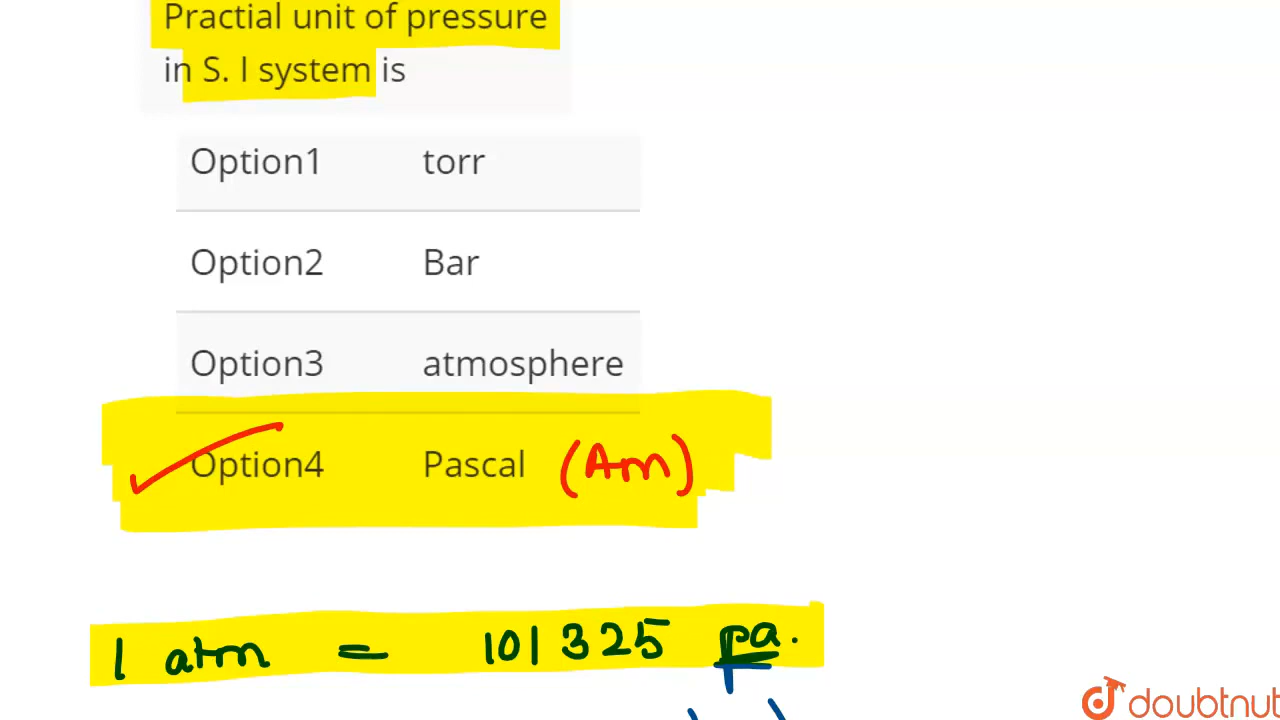 Practial unit of pressure
in S. I system is
Option1 torr
Option2 Bar
Option3 atmosphere
Option4 Pascal (Am)
1 atm = 101325 pa.
doubtnut